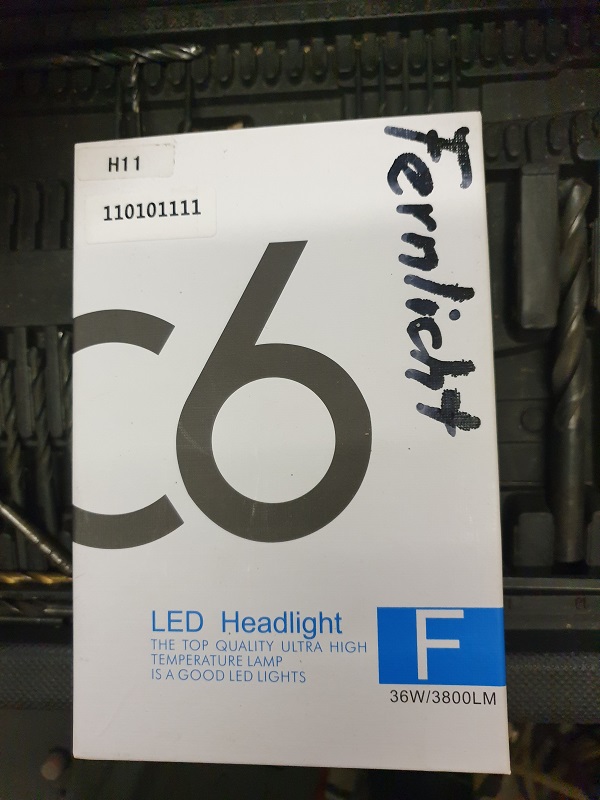 H11
110101111
Fernlicht
C6
LED Headlight
THE TOP QUALITY ULTRA HIGH
TEMPERATURE LAMP
IS A GOOD LED LIGHTS
F
36W/3800LM